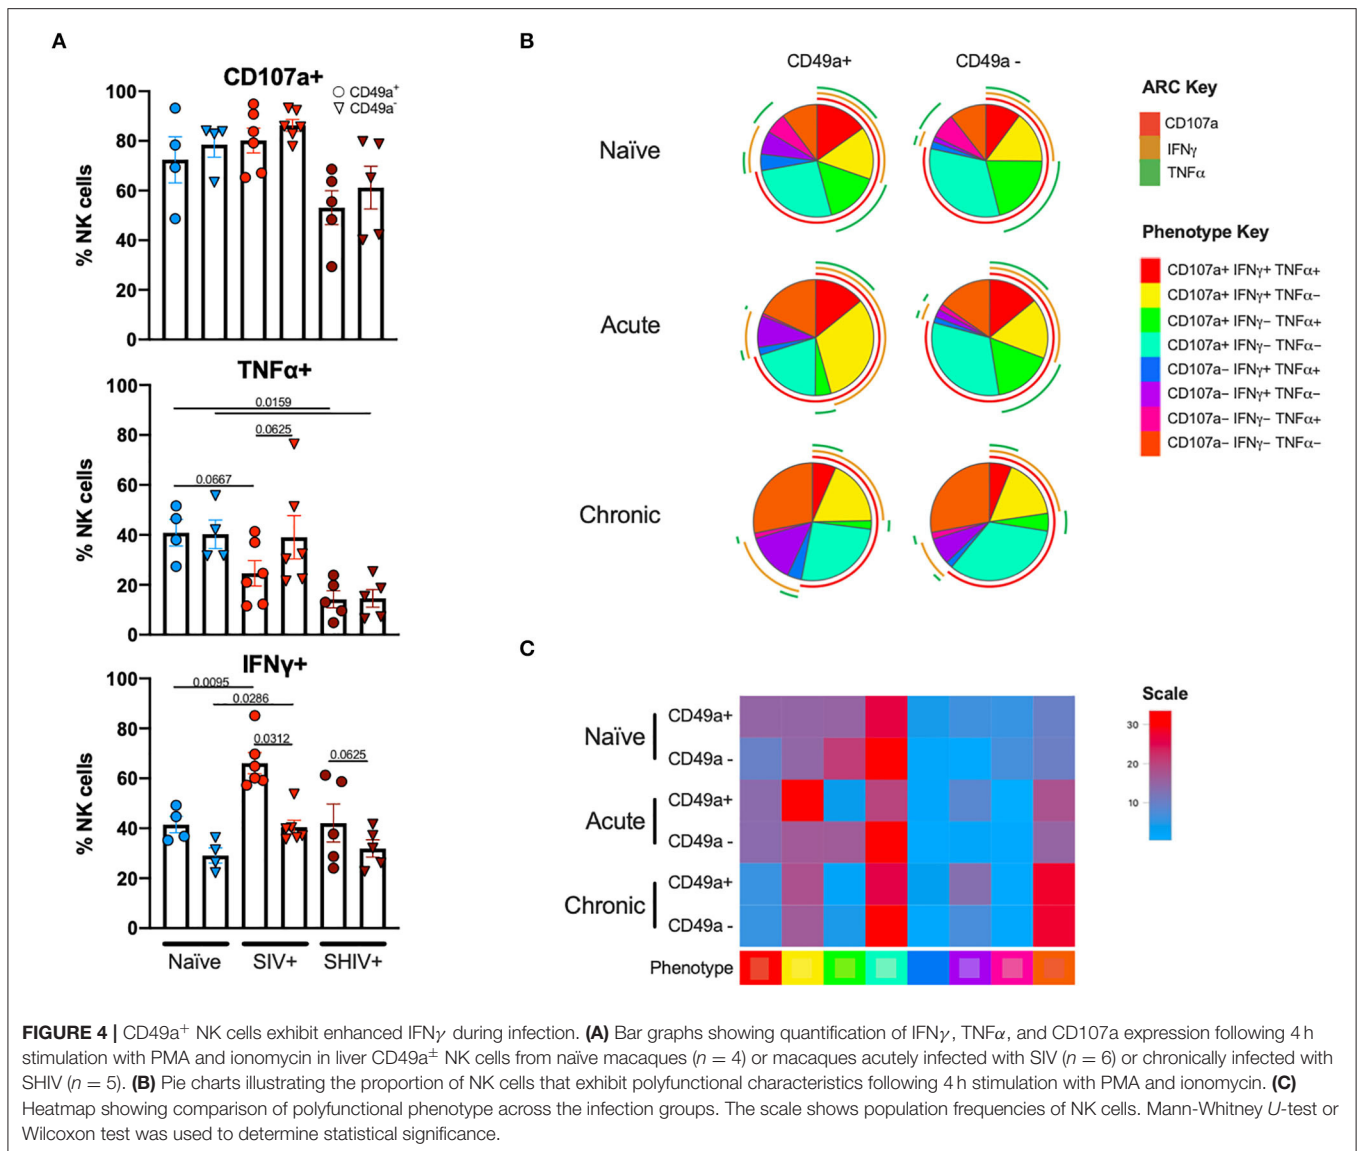 A
CD107a+
○ CD49a⁺
▽ CD49a⁻
% NK cells
100
80
60
40
20
0
TNFα+
% NK cells
100
80
60
40
20
0
0.0159
0.0625
0.0667
IFNγ+
% NK cells
100
80
60
40
20
0
0.0095
0.0286
0.0312
0.0625
Naïve SIV+ SHIV+
B
CD49a+ CD49a -
Naïve
Acute
Chronic
ARC Key
CD107a
IFNγ
TNFα
Phenotype Key
CD107a+ IFNγ+ TNFα+
CD107a+ IFNγ+ TNFα−
CD107a+ IFNγ− TNFα+
CD107a+ IFNγ− TNFα−
CD107a− IFNγ+ TNFα+
CD107a− IFNγ+ TNFα−
CD107a− IFNγ− TNFα+
CD107a− IFNγ− TNFα−
C
Naïve
CD49a+
CD49a -
Acute
CD49a+
CD49a -
Chronic
CD49a+
CD49a -
Phenotype
Scale
30
20
10
FIGURE 4 | CD49a⁺ NK cells exhibit enhanced IFNγ during infection. (A) Bar graphs showing quantification of IFNγ, TNFα, and CD107a expression following 4 h
stimulation with PMA and ionomycin in liver CD49a± NK cells from naïve macaques (n = 4) or macaques acutely infected with SIV (n = 6) or chronically infected with
SHIV (n = 5). (B) Pie charts illustrating the proportion of NK cells that exhibit polyfunctional characteristics following 4 h stimulation with PMA and ionomycin. (C)
Heatmap showing comparison of polyfunctional phenotype across the infection groups. The scale shows population frequencies of NK cells. Mann-Whitney U-test or
Wilcoxon test was used to determine statistical significance.